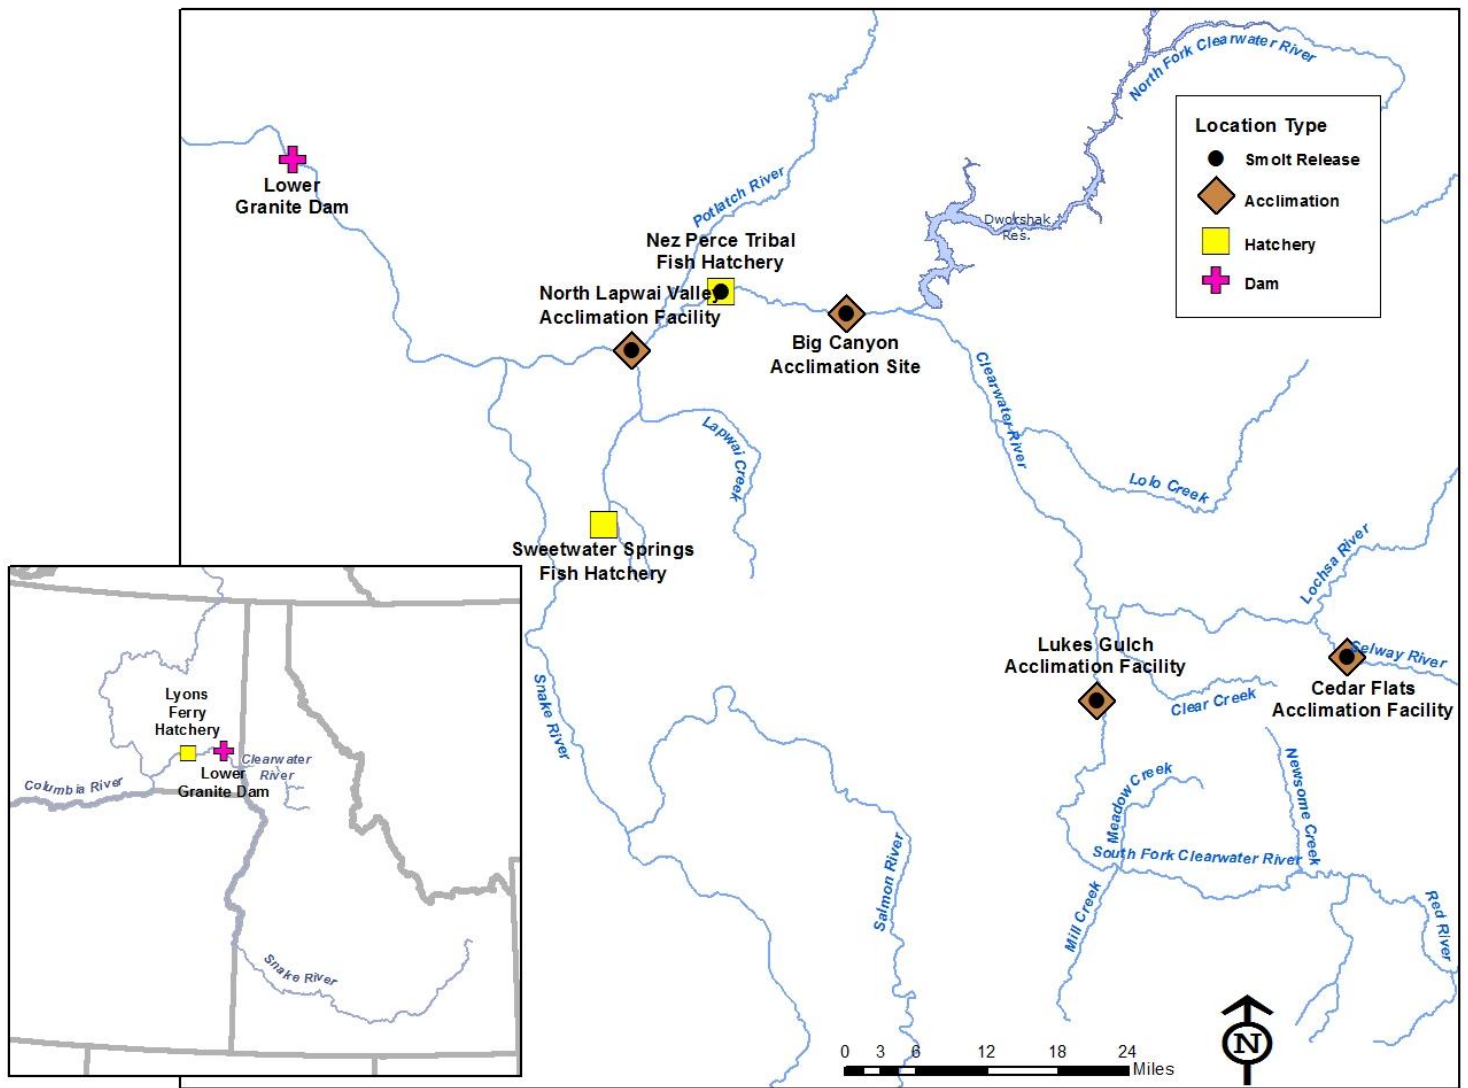 North Fork Clearwater River
Location Type
Smolt Release
Acclimation
Hatchery
Dam
Lower
Granite Dam
Potlatch River
Dworshak
Res.
Nez Perce Tribal
Fish Hatchery
North Lapwai Valley
Acclimation Facility
Big Canyon
Acclimation Site
Clearwater River
Lapwai Creek
Lolo Creek
Sweetwater Springs
Fish Hatchery
Lochsa River
Lukes Gulch
Acclimation Facility
Selway River
Cedar Flats
Acclimation Facility
Clear Creek
Snake River
Meadow Creek
Newsome Creek
South Fork Clearwater River
Salmon River
Mill Creek
Red River
Lyons
Ferry
Hatchery
Clearwater
River
Lower
Granite Dam
Columbia River
Snake River
0 3 6 12 18 24
Miles
N